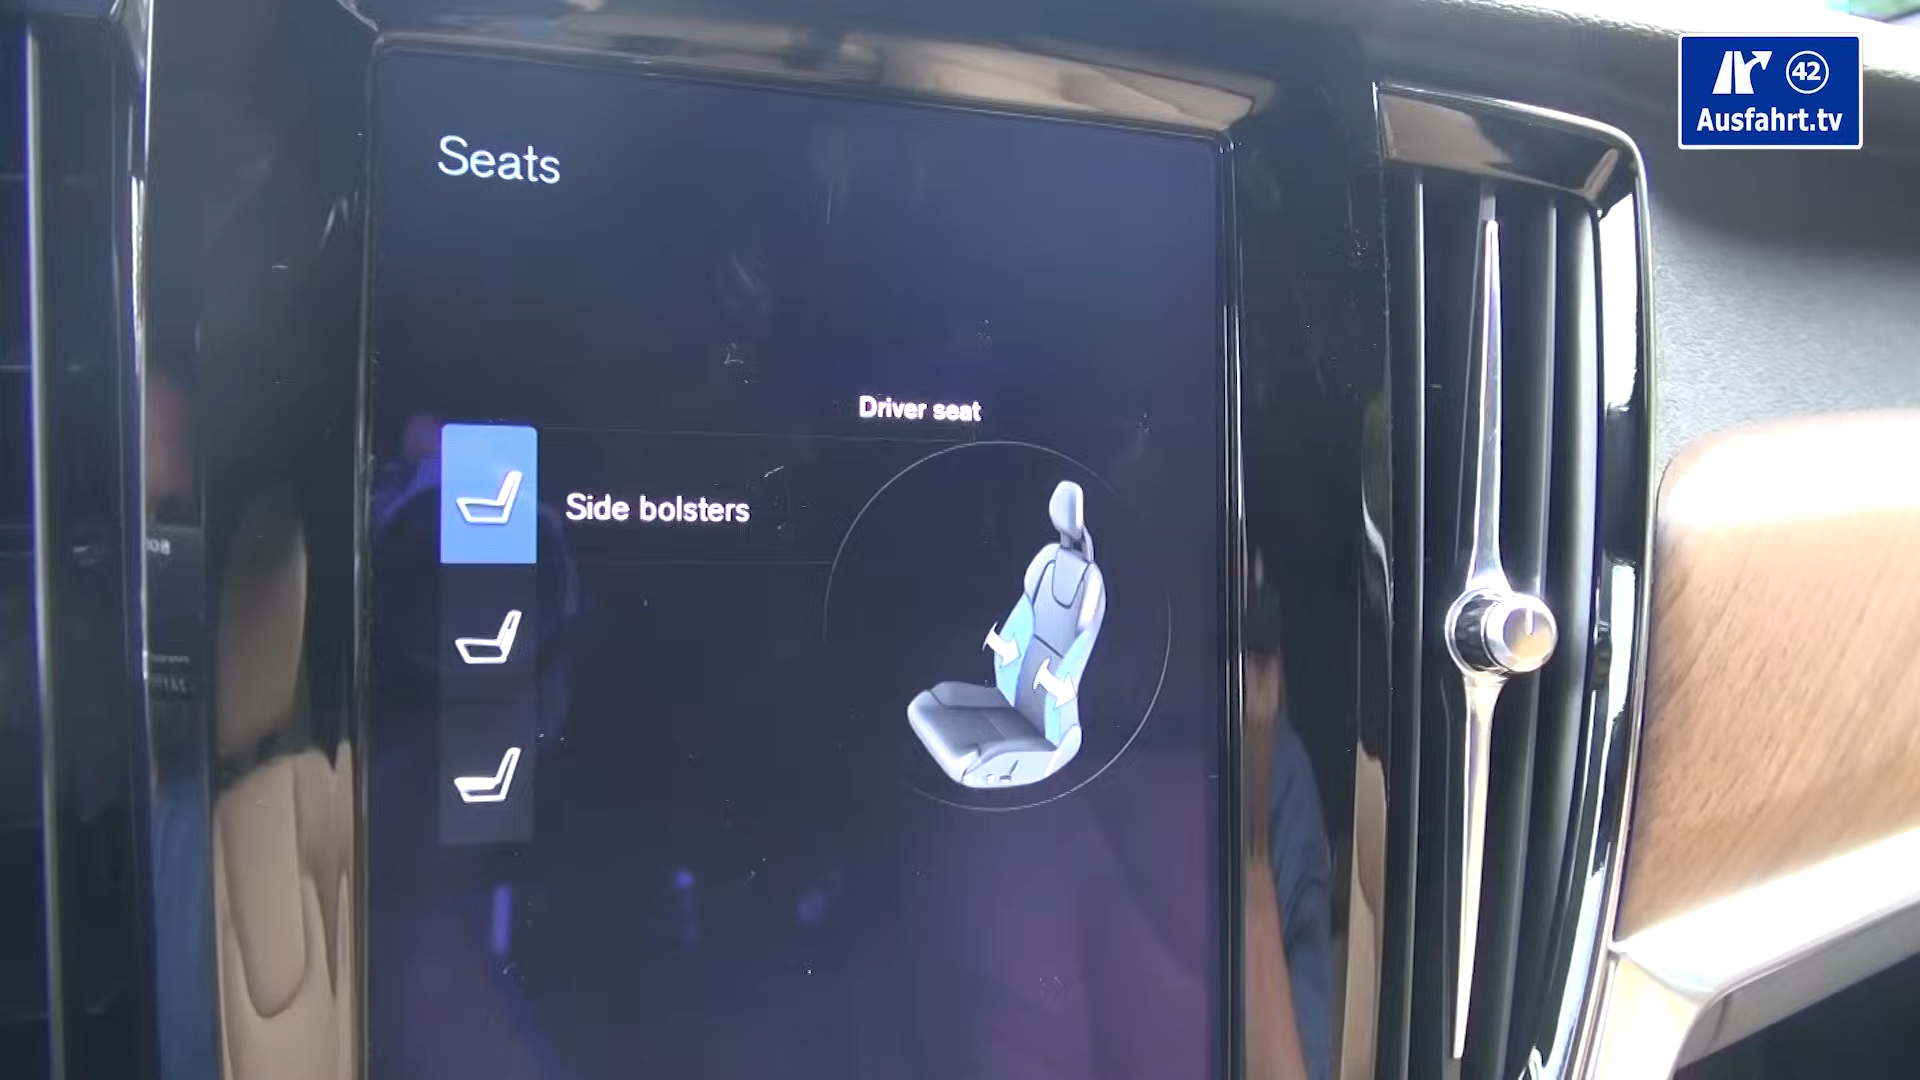 42
Ausfahrt.tv
Seats
Driver seat
Side bolsters